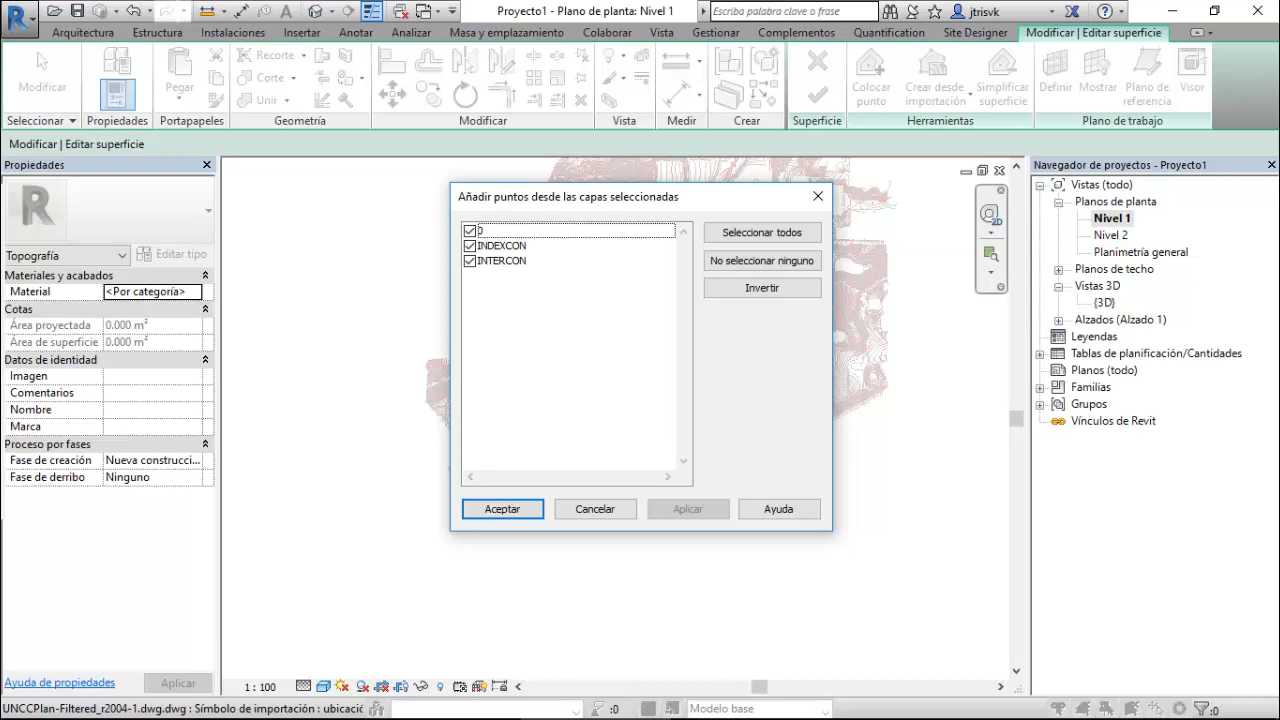 Proyecto1 - Plano de planta: Nivel 1
Escriba palabra clave o frase
jtrisvk
Arquitectura Estructura Instalaciones Insertar Anotar Analizar Masa y emplazamiento Colaborar Vista Gestionar Complementos Quantification Site Designer Modificar | Editar superficie
Modificar
Pegar
Recorte
Corte
Unir
Colocar punto
Crear desde importación
Simplificar superficie
Definir
Mostrar
Plano de referencia
Visor
Seleccionar Propiedades Portapapeles Geometría Modificar Vista Medir Crear Superficie Herramientas Plano de trabajo
Modificar | Editar superficie
Propiedades
R
Topografía
Editar tipo
Materiales y acabados
Material <Por categoría>
Cotas
Área proyectada 0.000 m²
Área de superficie 0.000 m²
Datos de identidad
Imagen
Comentarios
Nombre
Marca
Proceso por fases
Fase de creación Nueva construcci...
Fase de derribo Ninguno
Ayuda de propiedades
Aplicar
Añadir puntos desde las capas seleccionadas
0
INDEXCON
INTERCON
Seleccionar todos
No seleccionar ninguno
Invertir
Aceptar Cancelar Aplicar Ayuda
2D
Navegador de proyectos - Proyecto1
Vistas (todo)
Planos de planta
Nivel 1
Nivel 2
Planimetría general
Planos de techo
Vistas 3D
{3D}
Alzados (Alzado 1)
Leyendas
Tablas de planificación/Cantidades
Planos (todo)
Familias
Grupos
Vínculos de Revit
1 : 100
UNCCPlan-Filtered_r2004-1.dwg.dwg : Símbolo de importación : ubicació
:0
Modelo base
:0